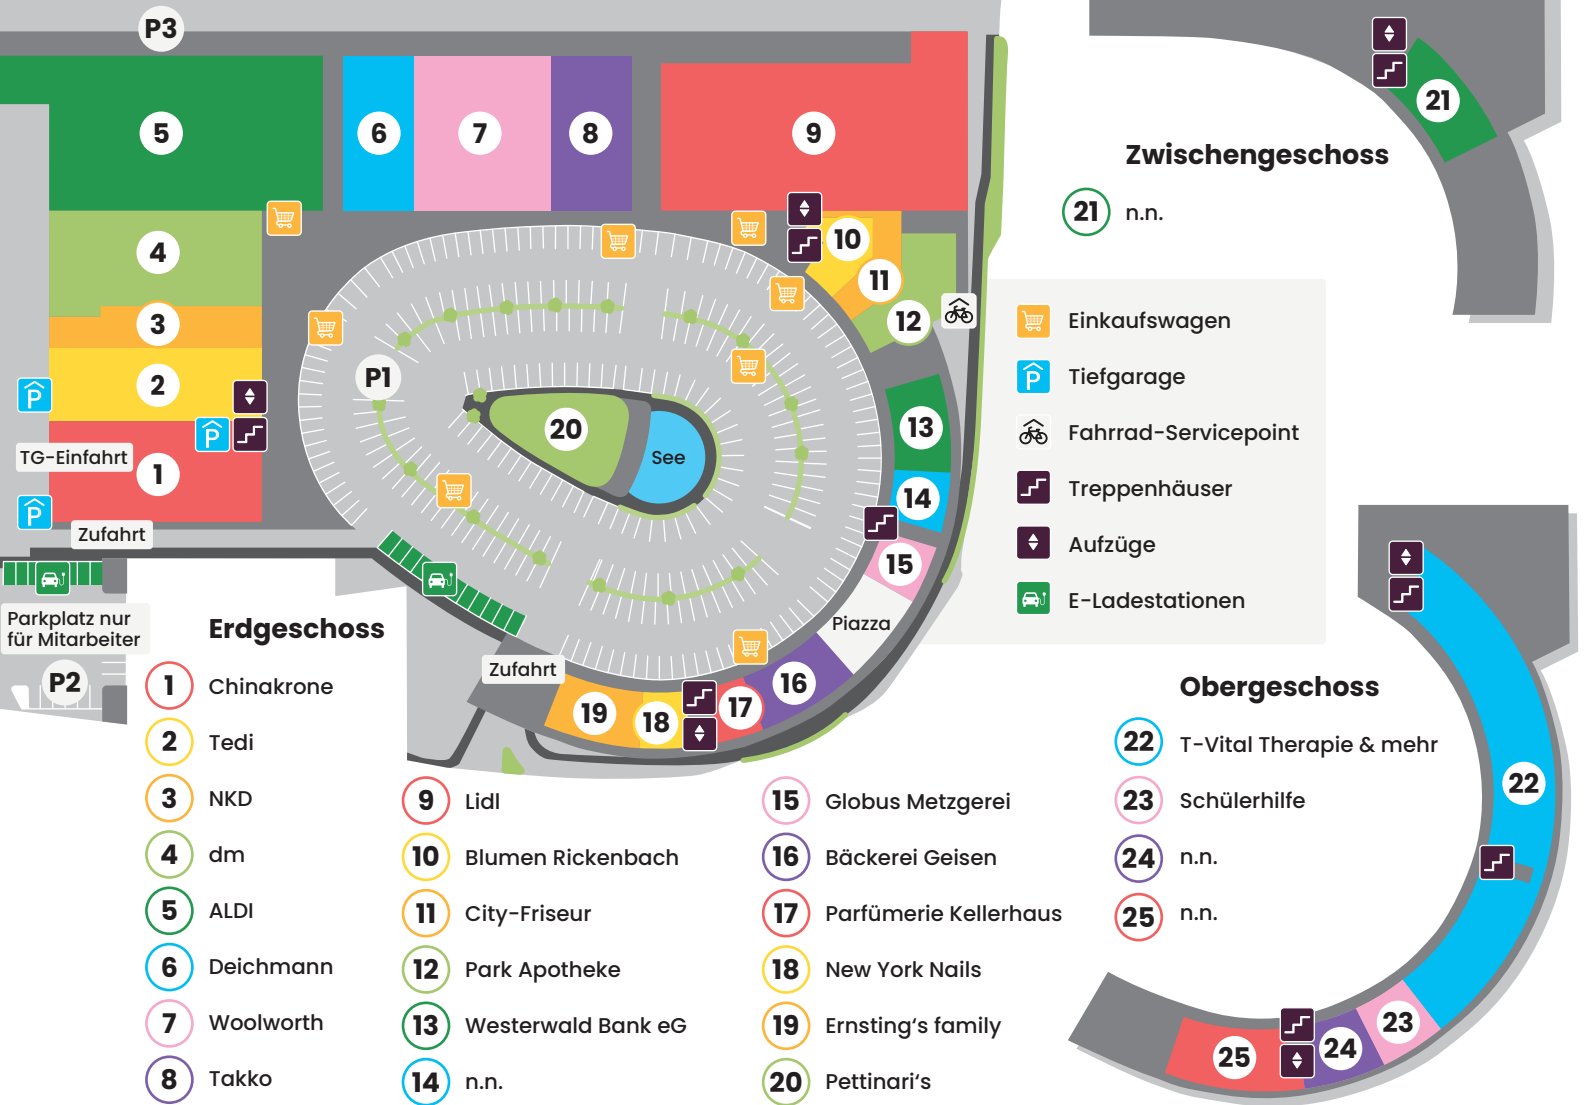 P3
5
6
7
8
9
4
3
2
1
TG-Einfahrt
Zufahrt
P
P
P
P1
20
See
10
11
12
13
14
15
Piazza
16
17
18
19
Zufahrt
Parkplatz nur
für Mitarbeiter
P2
21
Zwischengeschoss
21 n.n.
Einkaufswagen
P Tiefgarage
Fahrrad-Servicepoint
Treppenhäuser
Aufzüge
E-Ladestationen
Erdgeschoss
1 Chinakrone
2 Tedi
3 NKD
4 dm
5 ALDI
6 Deichmann
7 Woolworth
8 Takko
9 Lidl
10 Blumen Rickenbach
11 City-Friseur
12 Park Apotheke
13 Westerwald Bank eG
14 n.n.
15 Globus Metzgerei
16 Bäckerei Geisen
17 Parfümerie Kellerhaus
18 New York Nails
19 Ernsting‘s family
20 Pettinari‘s
Obergeschoss
22 T-Vital Therapie & mehr
23 Schülerhilfe
24 n.n.
25 n.n.
22
23
24
25